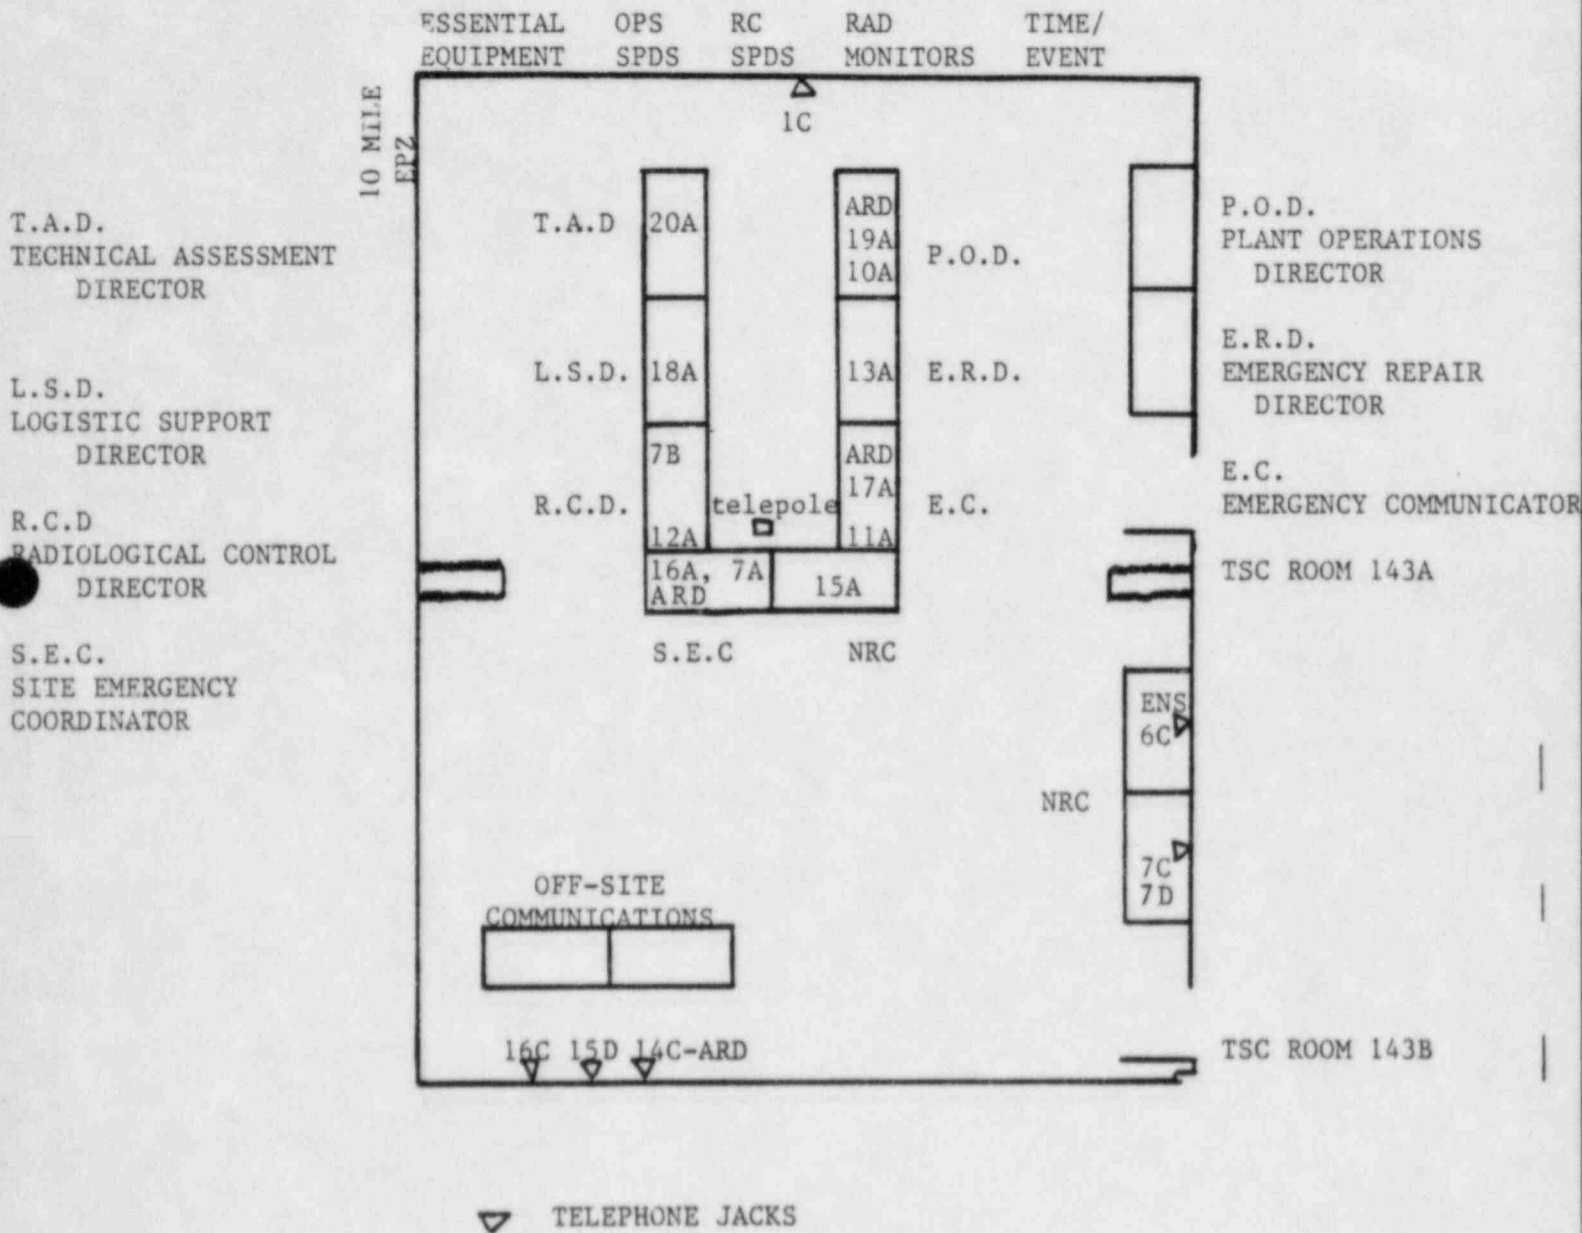 ESSENTIAL OPS RC RAD TIME/
EQUIPMENT SPDS SPDS MONITORS EVENT
10 MILE
EPZ
1C
T.A.D.
TECHNICAL ASSESSMENT
DIRECTOR
L.S.D.
LOGISTIC SUPPORT
DIRECTOR
R.C.D
RADIOLOGICAL CONTROL
DIRECTOR
S.E.C.
SITE EMERGENCY
COORDINATOR
T.A.D 20A
L.S.D. 18A
7B
R.C.D.
12A
telepole
16A, 7A
ARD
15A
ARD
19A
10A
P.O.D.
13A E.R.D.
ARD
17A
E.C.
11A
S.E.C NRC
P.O.D.
PLANT OPERATIONS
DIRECTOR
E.R.D.
EMERGENCY REPAIR
DIRECTOR
E.C.
EMERGENCY COMMUNICATOR
TSC ROOM 143A
ENS
6C
NRC
7C
7D
OFF-SITE
COMMUNICATIONS
16C 15D 14C-ARD
TSC ROOM 143B
TELEPHONE JACKS